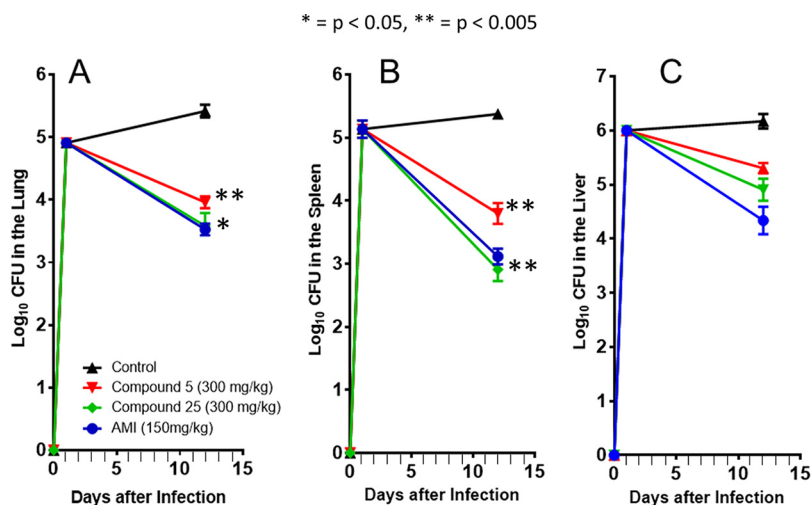 * = p < 0.05, ** = p < 0.005
A
6
5
4
3
2
1
0
Log10 CFU in the Lung
**
*
Control
Compound 5 (300 mg/kg)
Compound 25 (300 mg/kg)
AMI (150mg/kg)
0 5 10 15
Days after Infection
B
6
5
4
3
2
1
0
Log10 CFU in the Spleen
**
**
0 5 10 15
Days after Infection
C
7
6
5
4
3
2
1
0
Log10 CFU in the Liver
0 5 10 15
Days after Infection